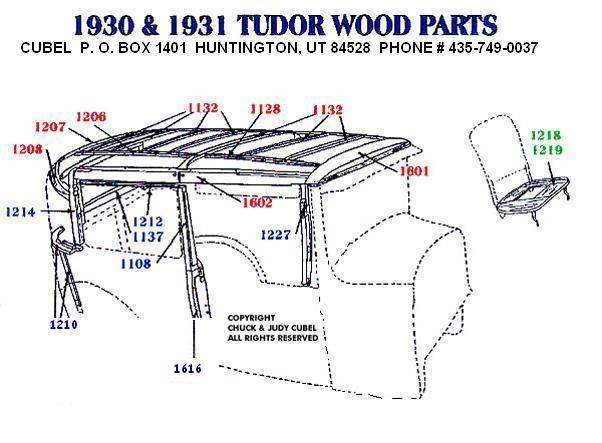 1930 & 1931 TUDOR WOOD PARTS
CUBEL P. O. BOX 1401 HUNTINGTON, UT 84528 PHONE # 435-749-0037
1132 1128 1132
1206
1207
1208
1218
1219
1601
1602
1214
1212
1137
1227
1108
1210
COPYRIGHT
CHUCK & JUDY CUBEL
ALL RIGHTS RESERVED
1616